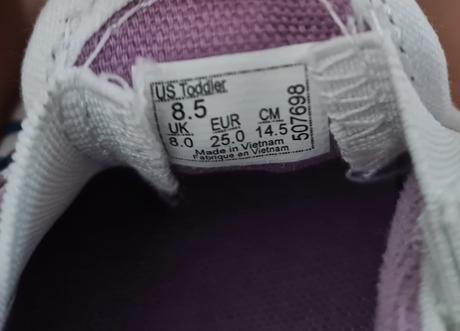 US Toddler
8.5
UK EUR CM
8.0 25.0 14.5
Made in Vietnam
Fabriqué en Vietnam
507698